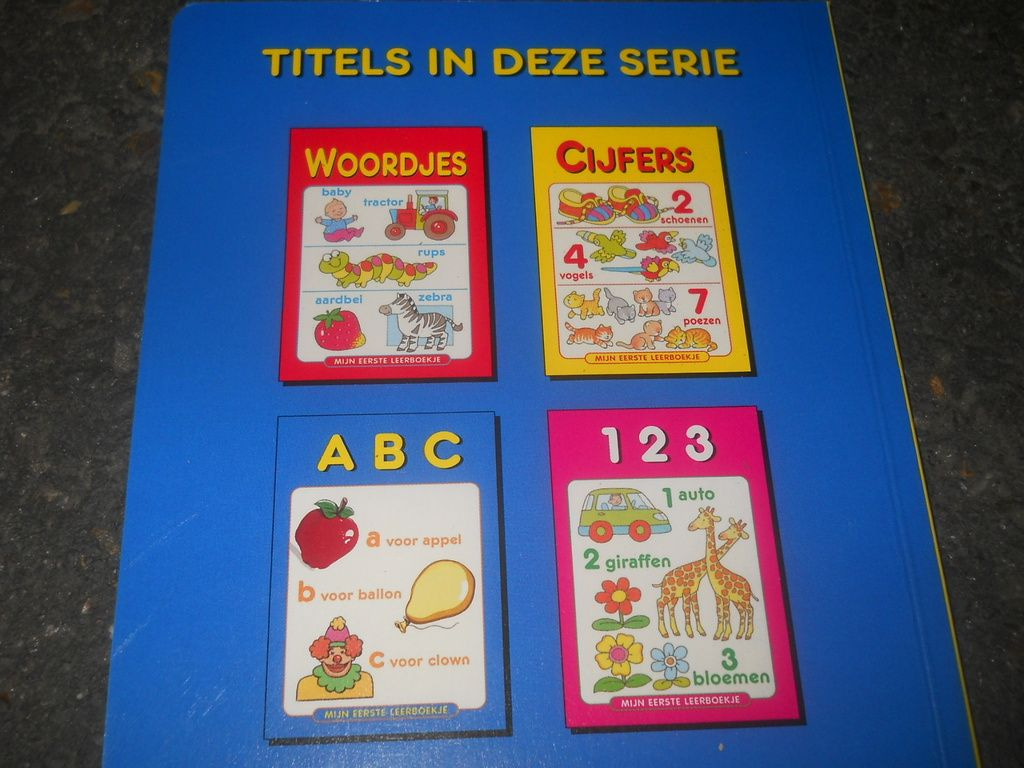 TITELS IN DEZE SERIE
WOORDJES
baby
tractor
rups
aardbei
zebra
MIJN EERSTE LEERBOEKJE
CIJFERS
2
schoenen
4
vogels
7
poezen
MIJN EERSTE LEERBOEKJE
A B C
a voor appel
b voor ballon
c voor clown
MIJN EERSTE LEERBOEKJE
1 2 3
1 auto
2 giraffen
3
bloemen
MIJN EERSTE LEERBOEKJE